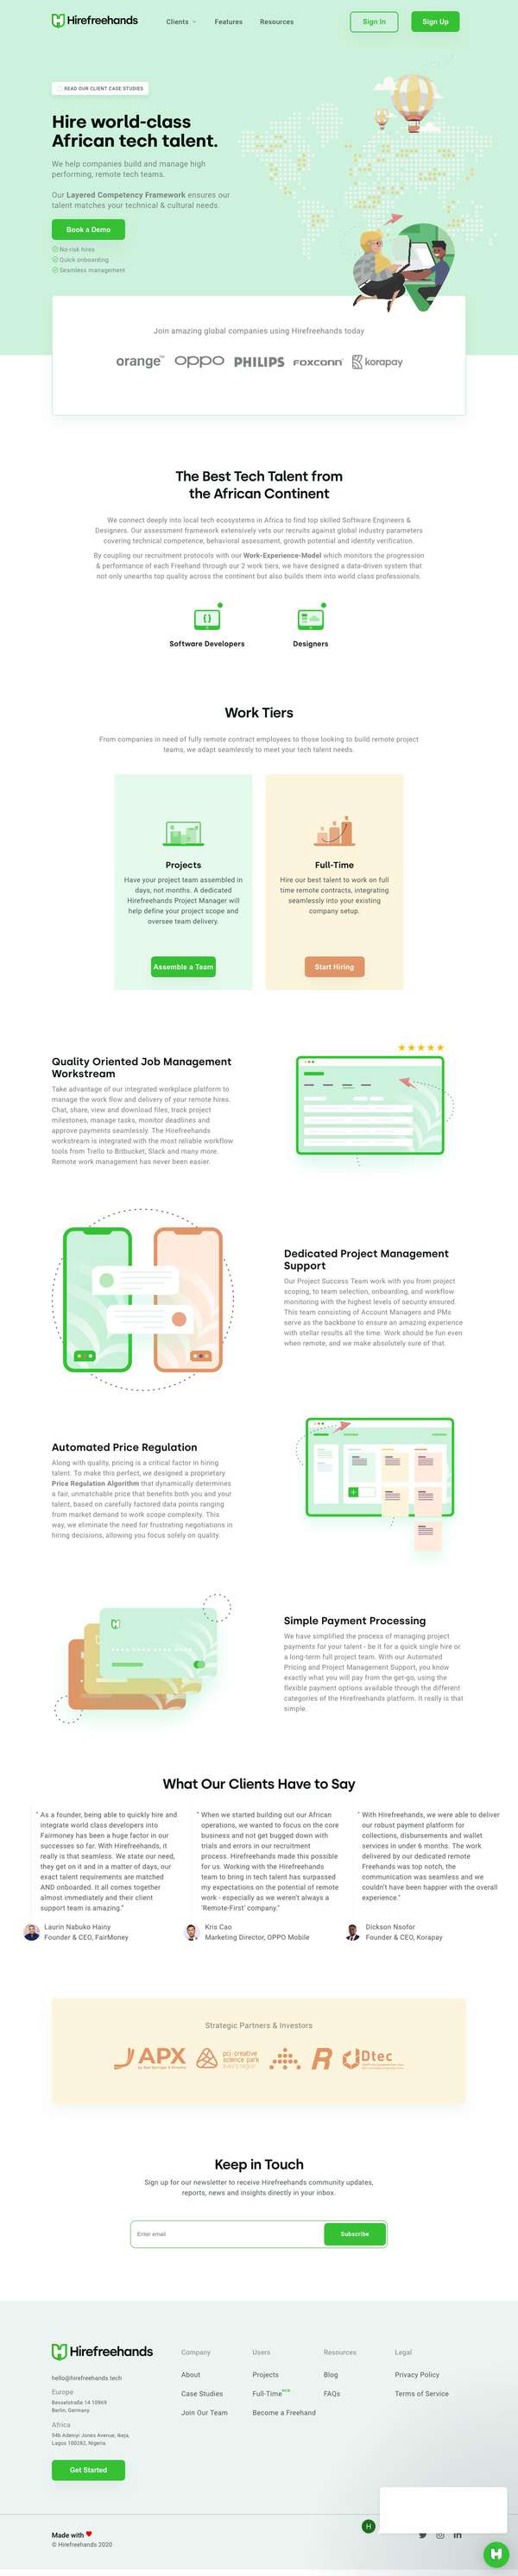 Hirefreehands
Clients
Features
Resources
Sign In
Sign Up
READ OUR CLIENT CASE STUDIES
Hire world-class
African tech talent.
We help companies build and manage high
performing, remote tech teams.
Our Layered Competency Framework ensures our
talent matches your technical & cultural needs.
Book a Demo
No-risk hires
Quick onboarding
Seamless management
Join amazing global companies using Hirefreehands today
orange™
oppo
PHILIPS
FOXCONN
korapay
The Best Tech Talent from
the African Continent
We connect deeply into local tech ecosystems in Africa to find top skilled Software Engineers &
Designers. Our assessment framework extensively vets our recruits against global industry parameters
covering technical competence, behavioral assessment, growth potential and identity verification.
By coupling our recruitment protocols with our Work-Experience-Model which monitors the progression
& performance of each Freehand through our 2 work tiers, we have designed a data-driven system that
not only unearths top quality across the continent but also builds them into world class professionals.
Software Developers
Designers
Work Tiers
From companies in need of fully remote contract employees to those looking to build remote project
teams, we adapt seamlessly to meet your tech talent needs.
Projects
Have your project team assembled in
days, not months. A dedicated
Hirefreehands Project Manager will
help define your project scope and
oversee team delivery.
Assemble a Team
Full-Time
Hire our best talent to work on full
time remote contracts, integrating
seamlessly into your existing
company setup.
Start Hiring
Quality Oriented Job Management
Workstream
Take advantage of our integrated workplace platform to
manage the work flow and delivery of your remote hires.
Chat, share, view and download files, track project
milestones, manage tasks, monitor deadlines and
approve payments seamlessly. The Hirefreehands
workstream is integrated with the most reliable workflow
tools from Trello to Bitbucket, Slack and many more.
Remote work management has never been easier.
Dedicated Project Management
Support
Our Project Success Team work with you from project
scoping, to team selection, onboarding, and workflow
monitoring with the highest levels of security ensured.
This team consisting of Account Managers and PMs
serve as the backbone to ensure an amazing experience
with stellar results all the time. Work should be fun even
when remote, and we make absolutely sure of that.
Automated Price Regulation
Along with quality, pricing is a critical factor in hiring
talent. To make this perfect, we designed a proprietary
Price Regulation Algorithm that dynamically determines
a fair, unmatchable price that benefits both you and your
talent, based on carefully factored data points ranging
from market demand to work scope complexity. This
way, we eliminate the need for frustrating negotiations in
hiring decisions, allowing you focus solely on quality.
Simple Payment Processing
We have simplified the process of managing project
payments for your talent - be it for a quick single hire or
a long-term full project team. With our Automated
Pricing and Project Management Support, you know
exactly what you will pay from the get-go, using the
flexible payment options available through the different
categories of the Hirefreehands platform. It really is that
simple.
What Our Clients Have to Say
" As a founder, being able to quickly hire and
integrate world class developers into
Fairmoney has been a huge factor in our
successes so far. With Hirefreehands, it
really is that seamless. We state our need,
they get on it and in a matter of days, our
exact talent requirements are matched
AND onboarded. It all comes together
almost immediately and their client
support team is amazing."
Laurin Nabuko Hainy
Founder & CEO, FairMoney
" When we started building out our African
operations, we wanted to focus on the core
business and not get bugged down with
trials and errors in our recruitment
process. Hirefreehands made this possible
for us. Working with the Hirefreehands
team to bring in tech talent has surpassed
my expectations on the potential of remote
work - especially as we weren't always a
'Remote-First' company."
Kris Cao
Marketing Director, OPPO Mobile
" With Hirefreehands, we were able to deliver
our robust payment platform for
collections, disbursements and wallet
services in under 6 months. The work
delivered by our dedicated remote
Freehands was top notch, the
communication was seamless and we
couldn't have been happier with the overall
experience."
Dickson Nsofor
Founder & CEO, Korapay
Strategic Partners & Investors
APX
pci·creative
science park
R
Dtec
Keep in Touch
Sign up for our newsletter to receive Hirefreehands community updates,
reports, news and insights directly in your inbox.
Enter email
Subscribe
Hirefreehands
hello@hirefreehands.tech
Europe
Besselstraße 14 10969
Berlin, Germany
Africa
54b Adeniyi Jones Avenue, Ikeja,
Lagos 100282, Nigeria.
Get Started
Company
About
Case Studies
Join Our Team
Users
Projects
Full-Time
Become a Freehand
Resources
Blog
FAQs
Legal
Privacy Policy
Terms of Service
Made with
© Hirefreehands 2020
H